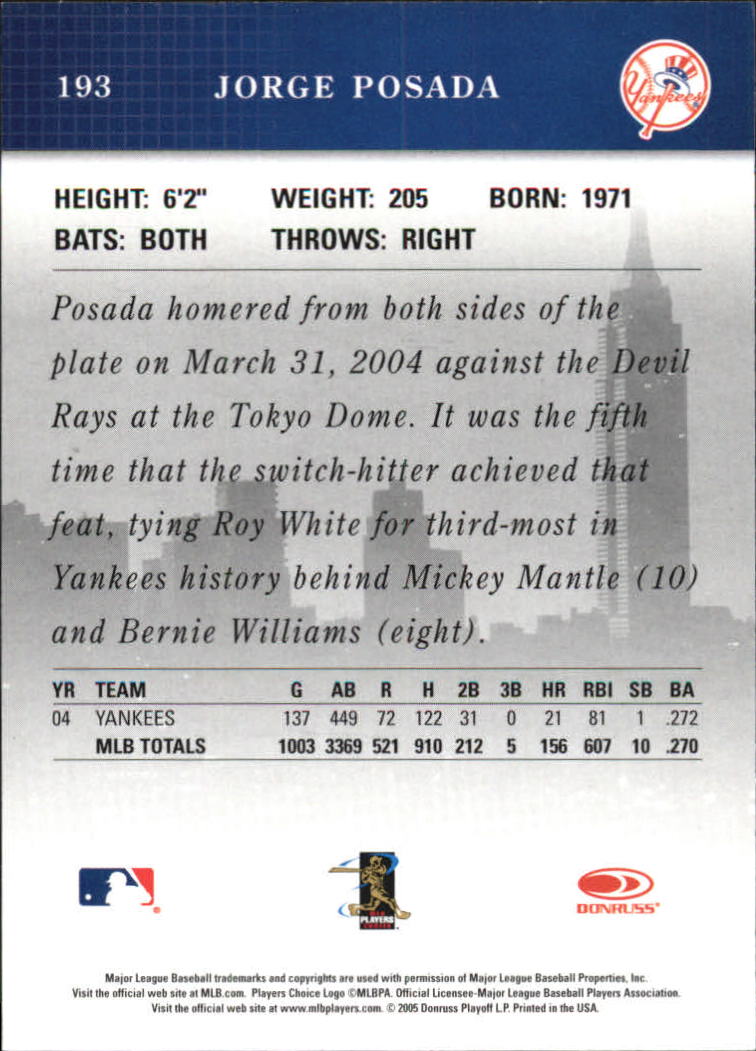 193 JORGE POSADA
Yankees
HEIGHT: 6'2" WEIGHT: 205 BORN: 1971
BATS: BOTH THROWS: RIGHT
Posada homered from both sides of the
plate on March 31, 2004 against the Devil
Rays at the Tokyo Dome. It was the fifth
time that the switch-hitter achieved that
feat, tying Roy White for third-most in
Yankees history behind Mickey Mantle (10)
and Bernie Williams (eight).
YR TEAM G AB R H 2B 3B HR RBI SB BA
04 YANKEES 137 449 72 122 31 0 21 81 1 .272
MLB TOTALS 1003 3369 521 910 212 5 156 607 10 .270
MLB
PLAYERS
CHOICE
DONRUSS
Major League Baseball trademarks and copyrights are used with permission of Major League Baseball Properties, Inc.
Visit the official web site at MLB.com. Players Choice Logo ©MLBPA. Official Licensee-Major League Baseball Players Association.
Visit the official web site at www.mlbplayers.com. © 2005 Donruss Playoff L.P. Printed in the USA.